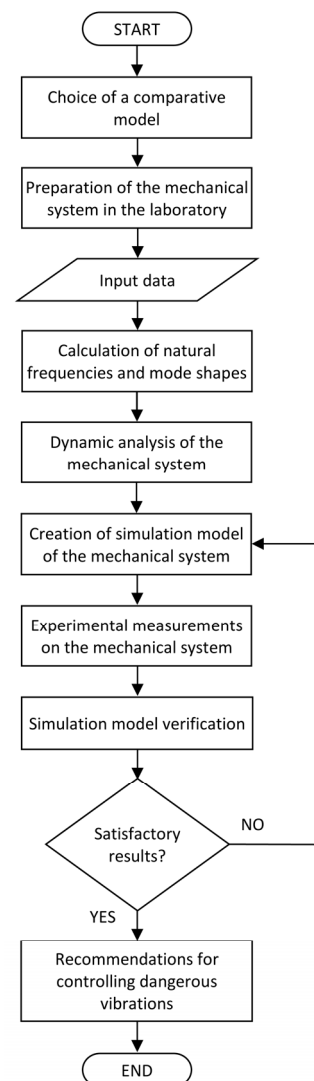 START
Choice of a comparative
model
Preparation of the mechanical
system in the laboratory
Input data
Calculation of natural
frequencies and mode shapes
Dynamic analysis of the
mechanical system
Creation of simulation model
of the mechanical system
Experimental measurements
on the mechanical system
Simulation model verification
Satisfactory
results?
NO
YES
Recommendations for
controlling dangerous
vibrations
END